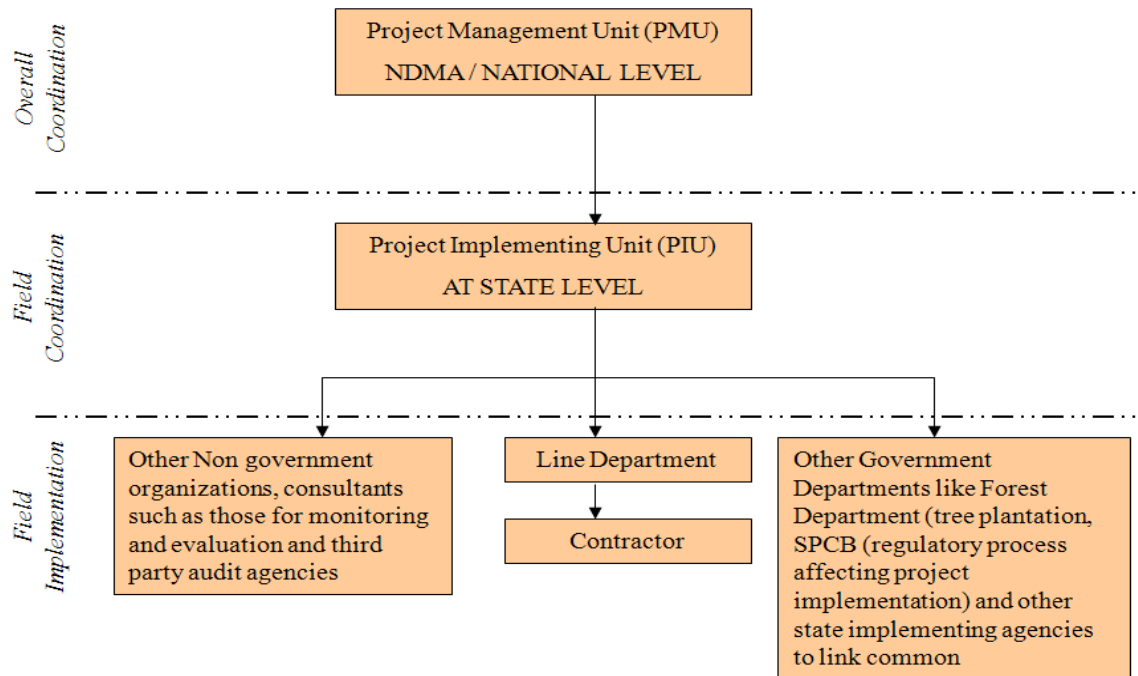 Overall
Coordination
Project Management Unit (PMU)
NDMA / NATIONAL LEVEL
Field
Coordination
Project Implementing Unit (PIU)
AT STATE LEVEL
Field
Implementation
Other Non government
organizations, consultants
such as those for monitoring
and evaluation and third
party audit agencies
Line Department
Contractor
Other Government
Departments like Forest
Department (tree plantation,
SPCB (regulatory process
affecting project
implementation) and other
state implementing agencies
to link common